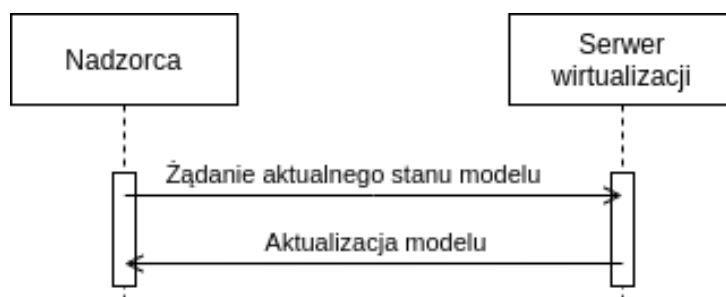 Nadzorca
Serwer
wirtualizacji
Żądanie aktualnego stanu modelu
Aktualizacja modelu